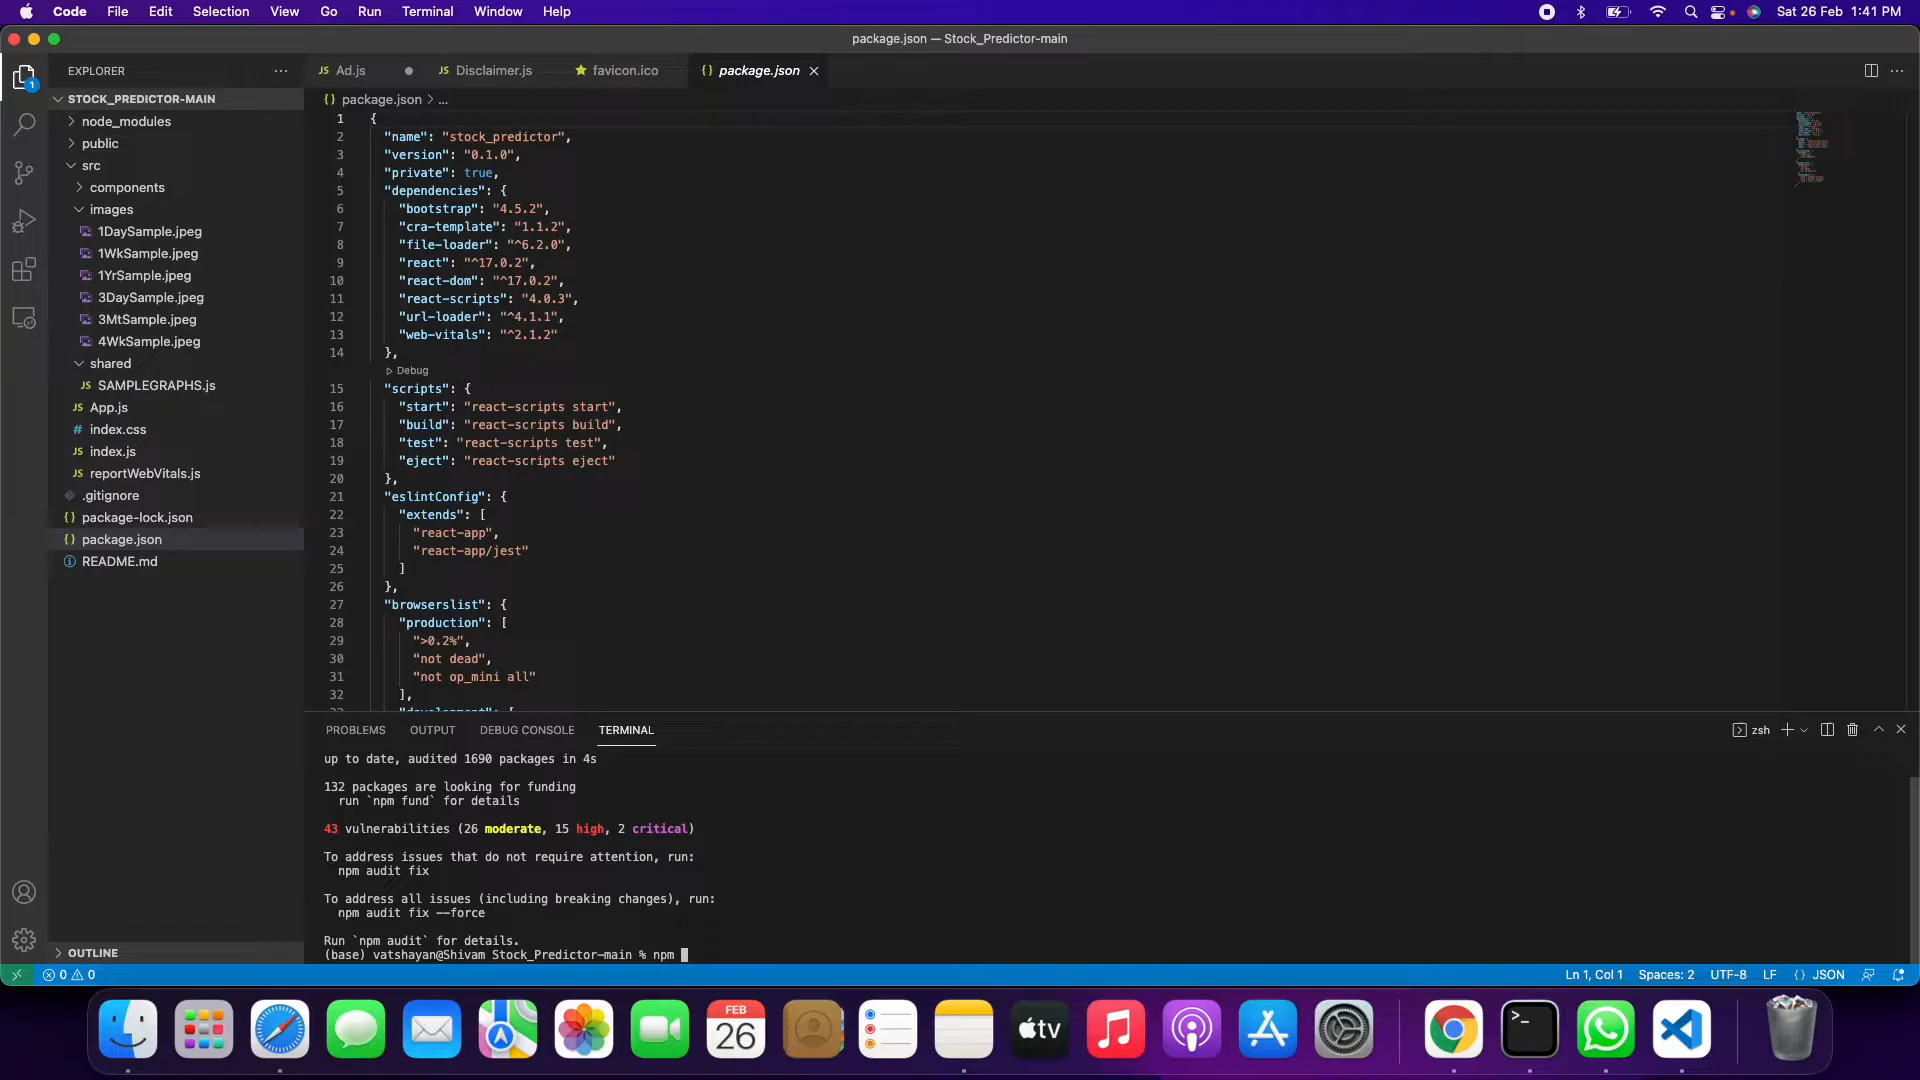 Code File Edit Selection View Go Run Terminal Window Help
Sat 26 Feb 1:41 PM
package.json — Stock_Predictor-main
EXPLORER
JS Ad.js
JS Disclaimer.js
favicon.ico
{} package.json
STOCK_PREDICTOR-MAIN
node_modules
public
src
components
images
1DaySample.jpeg
1WkSample.jpeg
1YrSample.jpeg
3DaySample.jpeg
3MtSample.jpeg
4WkSample.jpeg
shared
JS SAMPLEGRAPHS.js
JS App.js
# index.css
JS index.js
JS reportWebVitals.js
.gitignore
{} package-lock.json
{} package.json
README.md
OUTLINE
1
{} package.json > ...
1 {
2 "name": "stock_predictor",
3 "version": "0.1.0",
4 "private": true,
5 "dependencies": {
6 "bootstrap": "4.5.2",
7 "cra-template": "1.1.2",
8 "file-loader": "^6.2.0",
9 "react": "^17.0.2",
10 "react-dom": "^17.0.2",
11 "react-scripts": "4.0.3",
12 "url-loader": "^4.1.1",
13 "web-vitals": "^2.1.2"
14 },
Debug
15 "scripts": {
16 "start": "react-scripts start",
17 "build": "react-scripts build",
18 "test": "react-scripts test",
19 "eject": "react-scripts eject"
20 },
21 "eslintConfig": {
22 "extends": [
23 "react-app",
24 "react-app/jest"
25 ]
26 },
27 "browserslist": {
28 "production": [
29 ">0.2%",
30 "not dead",
31 "not op_mini all"
32 ],
PROBLEMS OUTPUT DEBUG CONSOLE TERMINAL
zsh
up to date, audited 1690 packages in 4s
132 packages are looking for funding
run `npm fund` for details
43 vulnerabilities (26 moderate, 15 high, 2 critical)
To address issues that do not require attention, run:
npm audit fix
To address all issues (including breaking changes), run:
npm audit fix --force
Run `npm audit` for details.
(base) vatshayan@Shivam Stock_Predictor-main % npm
0 0
Ln 1, Col 1 Spaces: 2 UTF-8 LF {} JSON
FEB
26
tv
>_